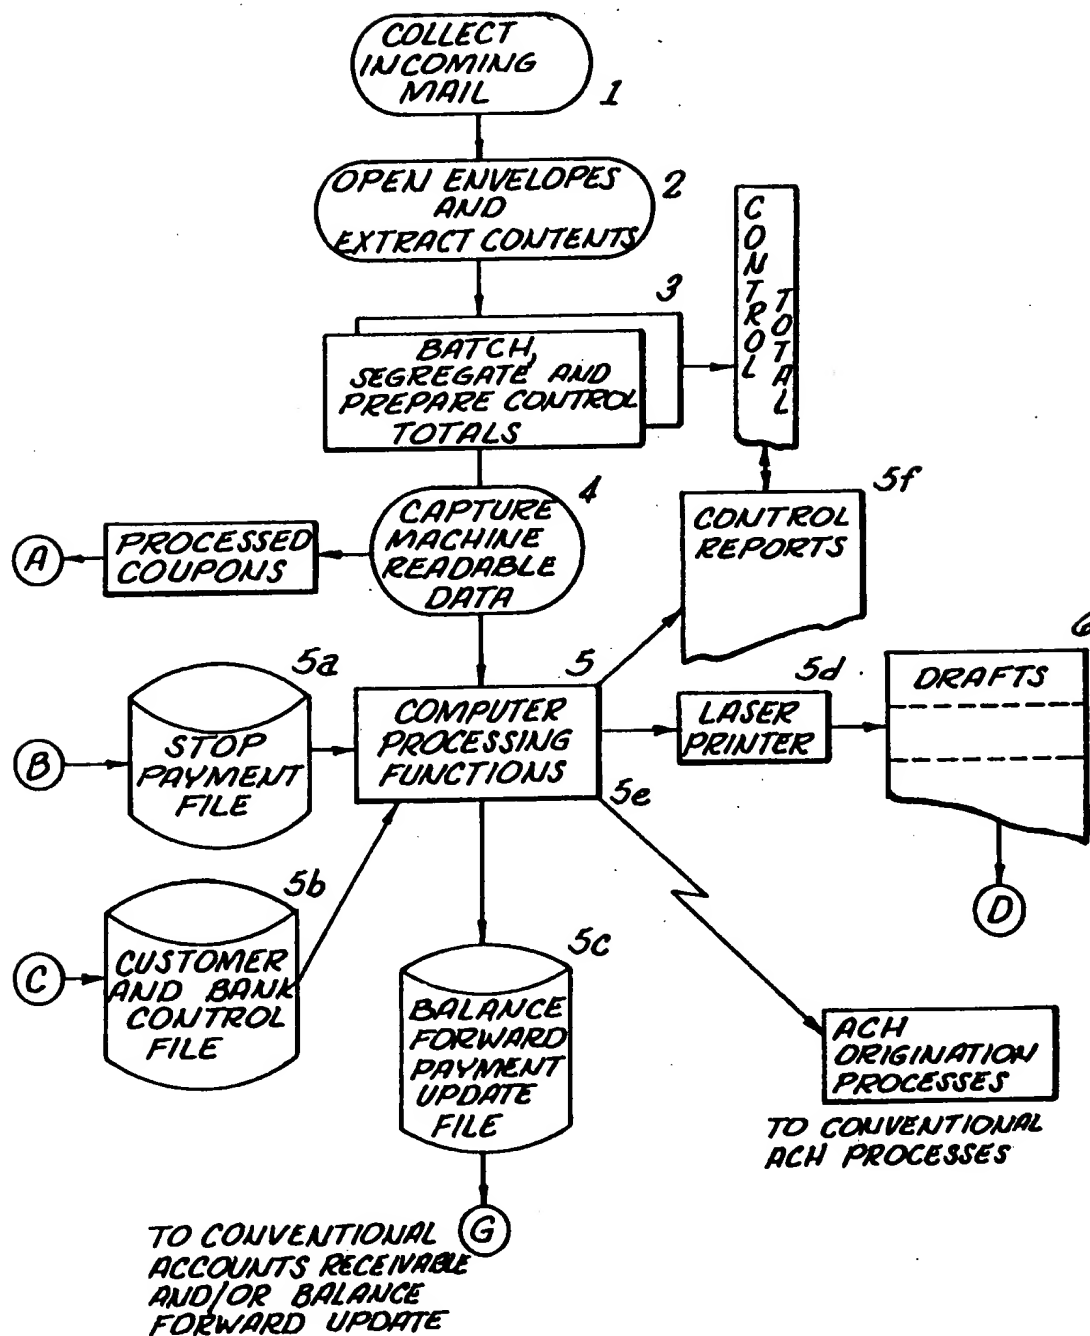 COLLECT
INCOMING
MAIL
1
OPEN ENVELOPES
AND
EXTRACT CONTENTS
2
3
BATCH,
SEGREGATE AND
PREPARE CONTROL
TOTALS
CONTROL
TOTAL
4
CAPTURE
MACHINE
READABLE
DATA
PROCESSED
COUPONS
A
5f
CONTROL
REPORTS
5a
STOP
PAYMENT
FILE
B
5
COMPUTER
PROCESSING
FUNCTIONS
5d
LASER
PRINTER
6
DRAFTS
D
5e
5b
CUSTOMER
AND BANK
CONTROL
FILE
C
5c
BALANCE
FORWARD
PAYMENT
UPDATE
FILE
ACH
ORIGINATION
PROCESSES
TO CONVENTIONAL
ACH PROCESSES
G
TO CONVENTIONAL
ACCOUNTS RECEIVABLE
AND/OR BALANCE
FORWARD UPDATE